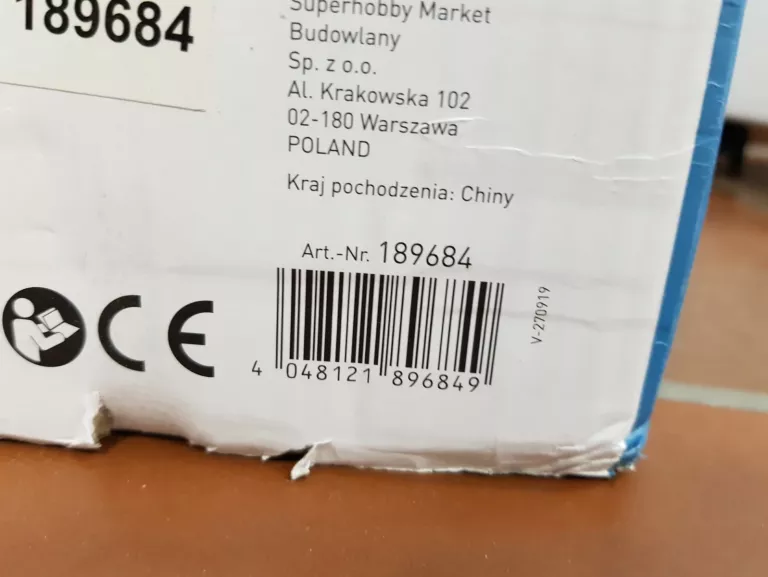 189684
Superhobby Market
Budowlany
Sp. z o.o.
Al. Krakowska 102
02-180 Warszawa
POLAND
Kraj pochodzenia: Chiny
Art.-Nr. 189684
4 048121 896849
V-270919
CE